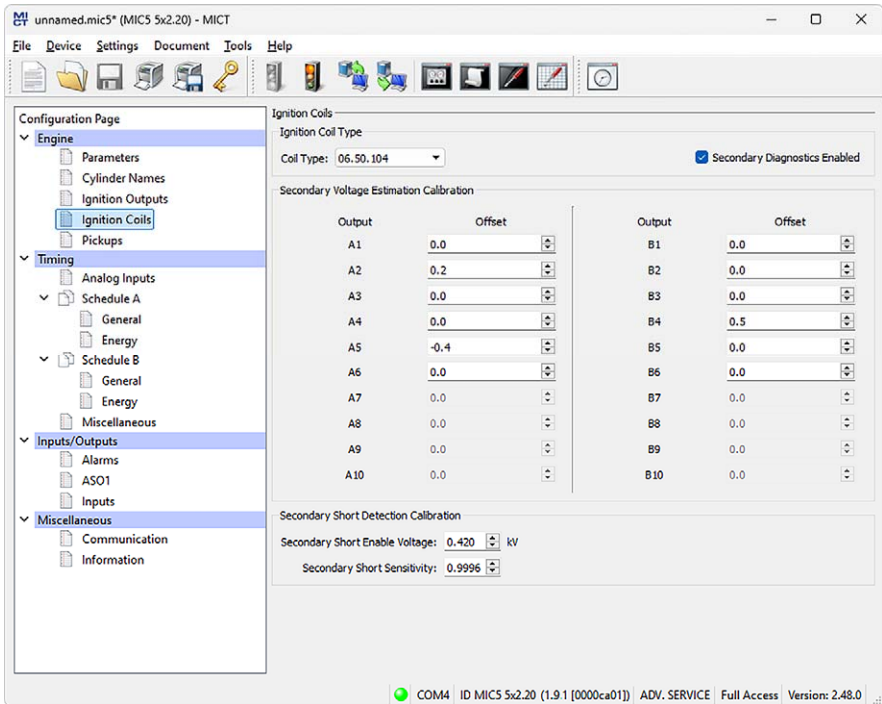 MICT unnamed.mic5* (MIC5 5x2.20) - MICT
File Device Settings Document Tools Help
Configuration Page
Engine
Parameters
Cylinder Names
Ignition Outputs
Ignition Coils
Pickups
Timing
Analog Inputs
Schedule A
General
Energy
Schedule B
General
Energy
Miscellaneous
Inputs/Outputs
Alarms
ASO1
Inputs
Miscellaneous
Communication
Information
Ignition Coils
Ignition Coil Type
Coil Type: 06.50.104 Secondary Diagnostics Enabled
Secondary Voltage Estimation Calibration
Output Offset Output Offset
A1 0.0 B1 0.0
A2 0.2 B2 0.0
A3 0.0 B3 0.0
A4 0.0 B4 0.5
A5 -0.4 B5 0.0
A6 0.0 B6 0.0
A7 0.0 B7 0.0
A8 0.0 B8 0.0
A9 0.0 B9 0.0
A10 0.0 B10 0.0
Secondary Short Detection Calibration
Secondary Short Enable Voltage: 0.420 kV
Secondary Short Sensitivity: 0.9996
COM4 ID MIC5 5x2.20 (1.9.1 [0000ca01]) ADV. SERVICE Full Access Version: 2.48.0